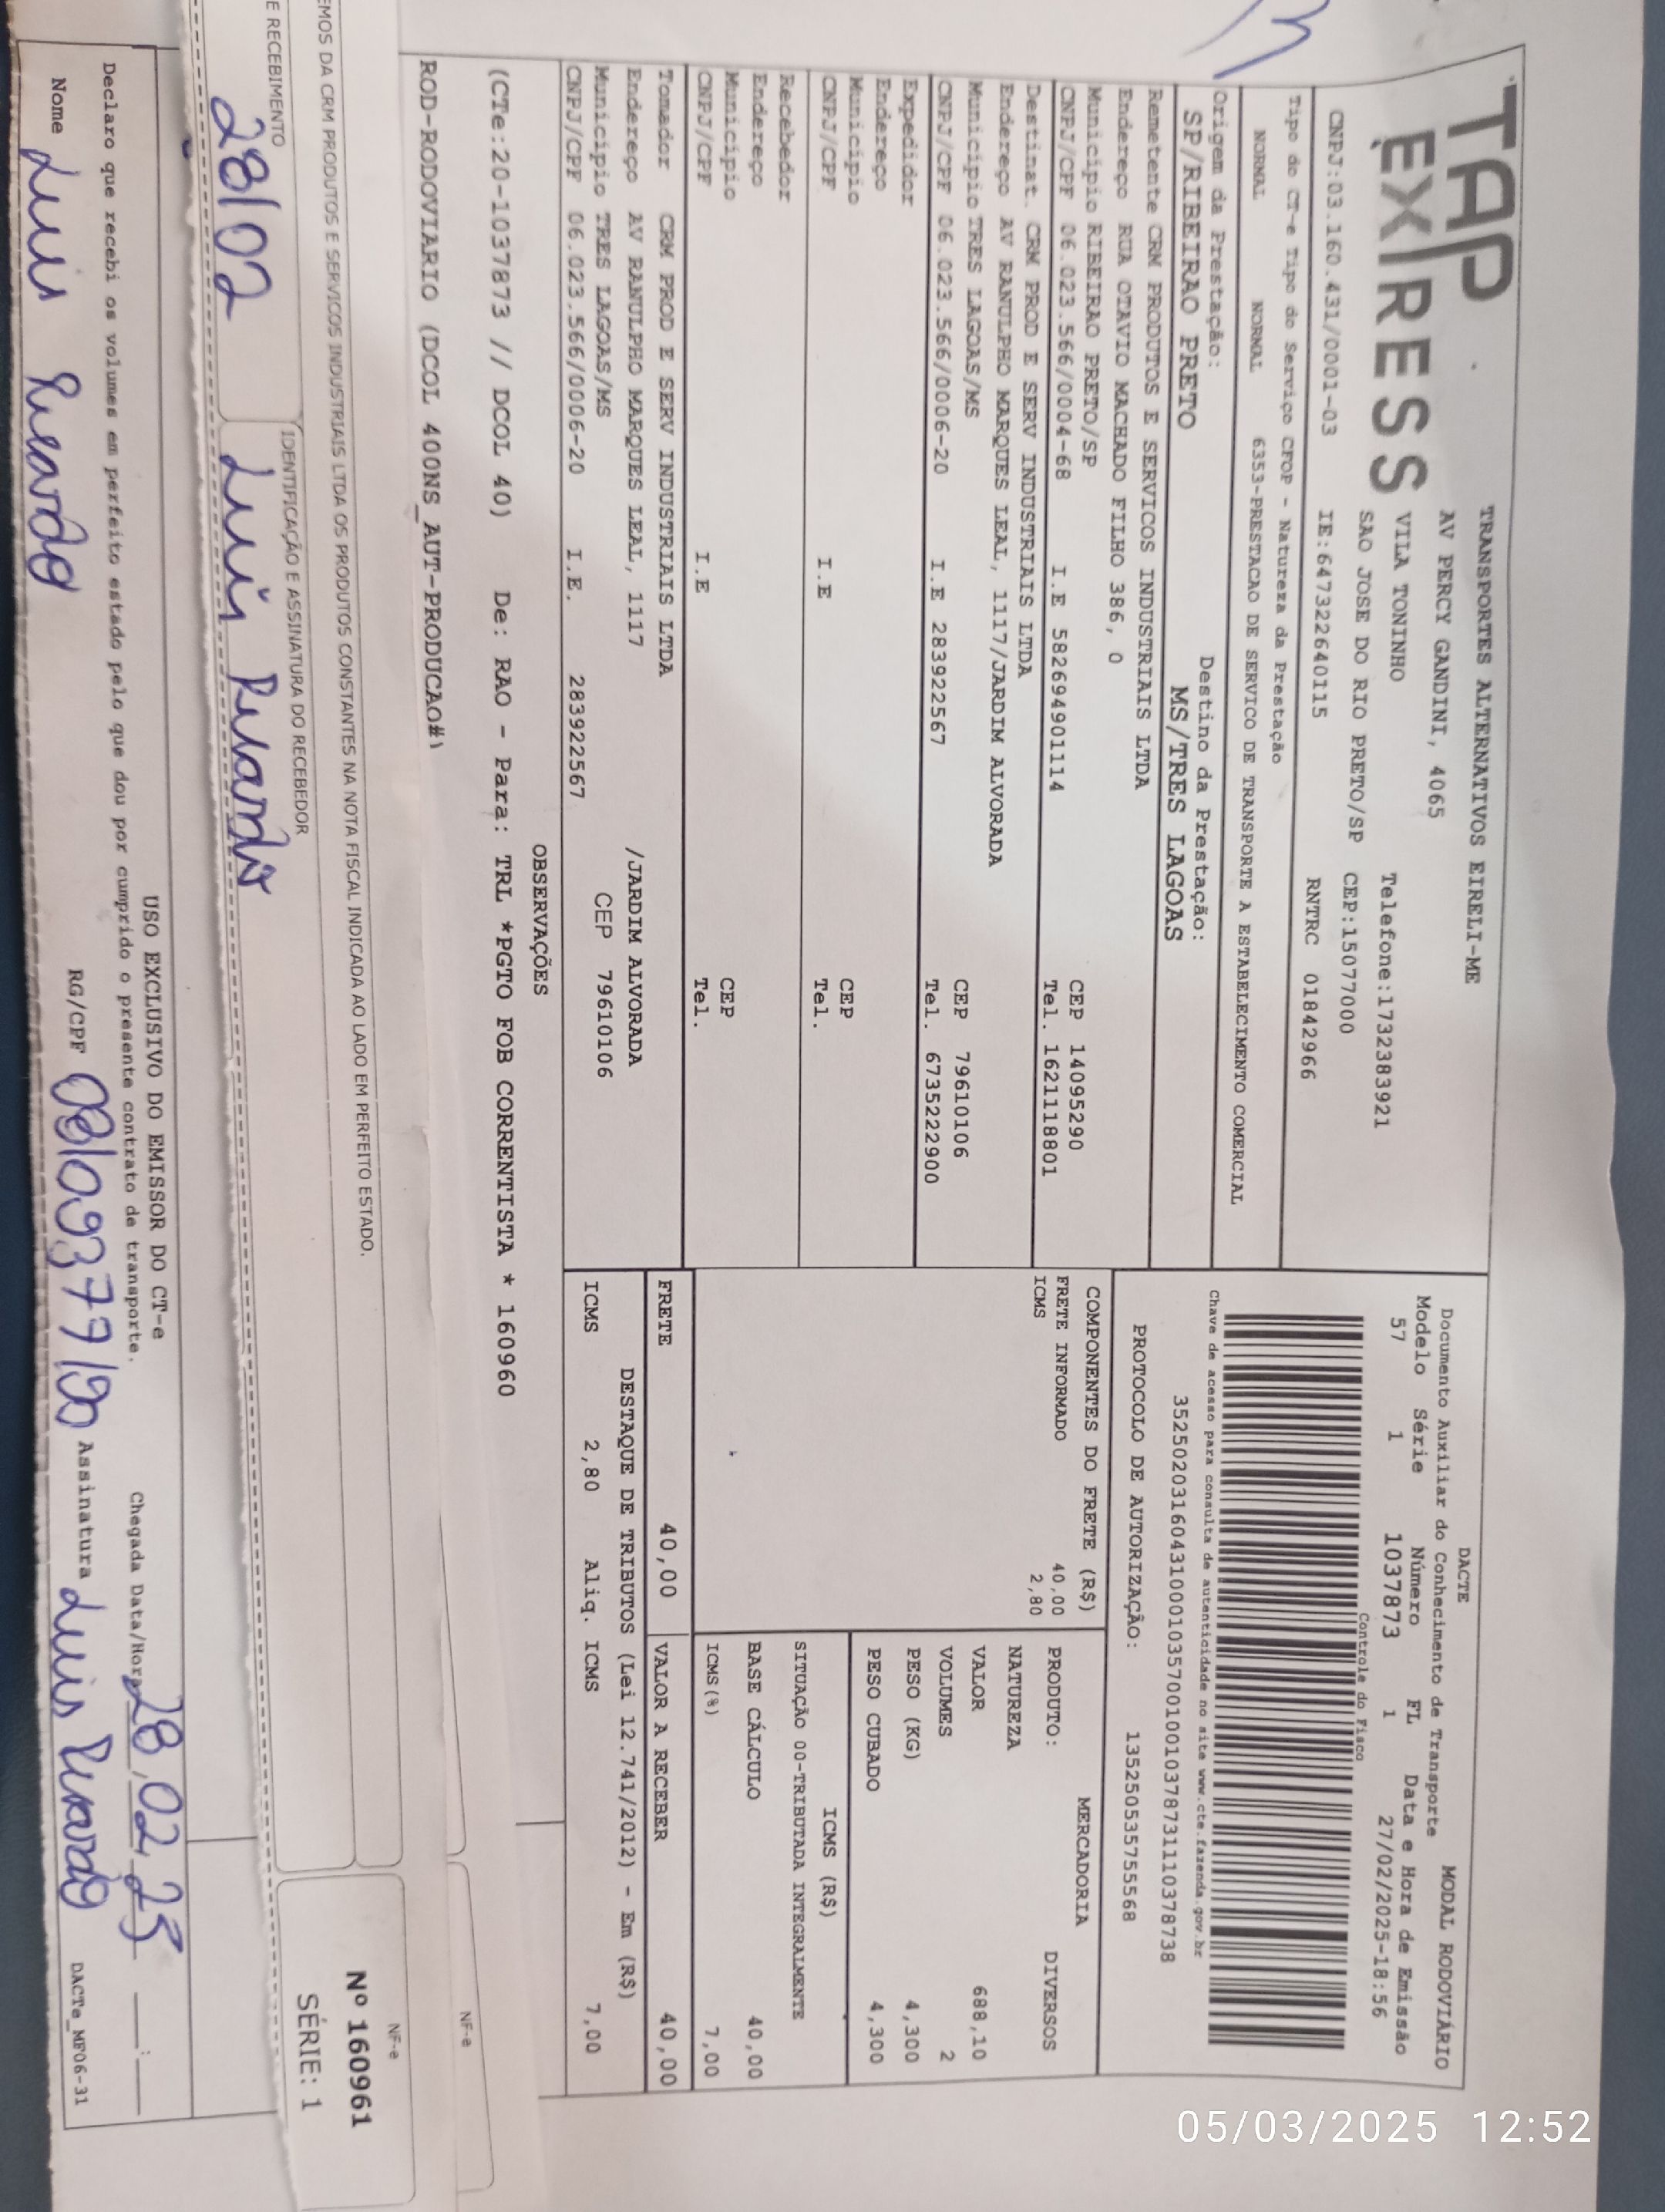 TAP
EXPRESS
TRANSPORTES ALTERNATIVOS EIRELI-ME
AV PERCY GANDINI, 4065
VILA TONINHO Telefone:1732383921
SAO JOSE DO RIO PRETO/SP CEP:15077000
CNPJ:03.160.431/0001-03 IE:647322640115 RNTRC 01842966
Tipo do CT-e Tipo do Serviço CFOP - Natureza da Prestação
NORMAL NORMAL 6353-PRESTACAO DE SERVICO DE TRANSPORTE A ESTABELECIMENTO COMERCIAL
Origem da Prestação: Destino da Prestação:
SP/RIBEIRAO PRETO MS/TRES LAGOAS
Remetente CRM PRODUTOS E SERVICOS INDUSTRIAIS LTDA
Endereço RUA OTAVIO MACHADO FILHO 386, 0
Municipio RIBEIRAO PRETO/SP CEP 14095290
CNPJ/CPF 06.023.566/0004-68 I.E 582694901114 Tel. 1621118801
Destinat. CRM PROD E SERV INDUSTRIAIS LTDA
Endereço AV RANULPHO MARQUES LEAL, 1117/JARDIM ALVORADA
Municipio TRES LAGOAS/MS CEP 79610106
CNPJ/CPF 06.023.566/0006-20 I.E 283922567 Tel. 6735222900
Expedidor
Endereço
Municipio CEP
CNPJ/CPF I.E Tel.
Recebedor
Endereço
Municipio CEP
CNPJ/CPF I.E Tel.
Tomador CRM PROD E SERV INDUSTRIAIS LTDA
Endereço AV RANULPHO MARQUES LEAL, 1117 /JARDIM ALVORADA
Municipio TRES LAGOAS/MS CEP 79610106
CNPJ/CPF 06.023.566/0006-20 I.E. 283922567
DACTE MODAL RODOVIÁRIO
Documento Auxiliar do Conhecimento de Transporte
Modelo Série Número FL Data e Hora de Emissão
57 1 1037873 1 27/02/2025-18:56
Controle do Fisco
Chave de acesso para consulta de autenticidade no site www.cte.fazenda.gov.br
35250203160431000103570010010378731110378738
PROTOCOLO DE AUTORIZAÇÃO: 135250535755568
COMPONENTES DO FRETE (R$)
FRETE INFORMADO 40,00
ICMS 2,80
MERCADORIA
PRODUTO: DIVERSOS
NATUREZA
VALOR 688,10
VOLUMES 2
PESO (KG) 4,300
PESO CUBADO 4,300
ICMS (R$)
SITUAÇÃO 00-TRIBUTADA INTEGRALMENTE
BASE CÁLCULO 40,00
ICMS(%) 7,00
FRETE 40,00 VALOR A RECEBER 40,00
DESTAQUE DE TRIBUTOS (Lei 12.741/2012) - Em (R$)
ICMS 2,80 Aliq. ICMS 7,00
OBSERVAÇÕES
(CTe:20-1037873 // DCOL 40) De: RAO - Para: TRL *PGTO FOB CORRENTISTA * 160960
ROD-RODOVIARIO (DCOL 400NS_AUT-PRODUCAO#\
NF-e
EMOS DA CRM PRODUTOS E SERVICOS INDUSTRIAIS LTDA OS PRODUTOS CONSTANTES NA NOTA FISCAL INDICADA AO LADO EM PERFEITO ESTADO.
NF-e
Nº 160961
SÉRIE: 1
E RECEBIMENTO IDENTIFICAÇÃO E ASSINATURA DO RECEBEDOR
28/02 Luis Ricardo
USO EXCLUSIVO DO EMISSOR DO CT-e
Declaro que recebi os volumes em perfeito estado pelo que dou por cumprido o presente contrato de transporte. Chegada Data/Hora 28,02,25 __:__
Nome Luis Ricardo RG/CPF Assinatura Luis Ricardo DACTe_MF06-31
05/03/2025 12:52